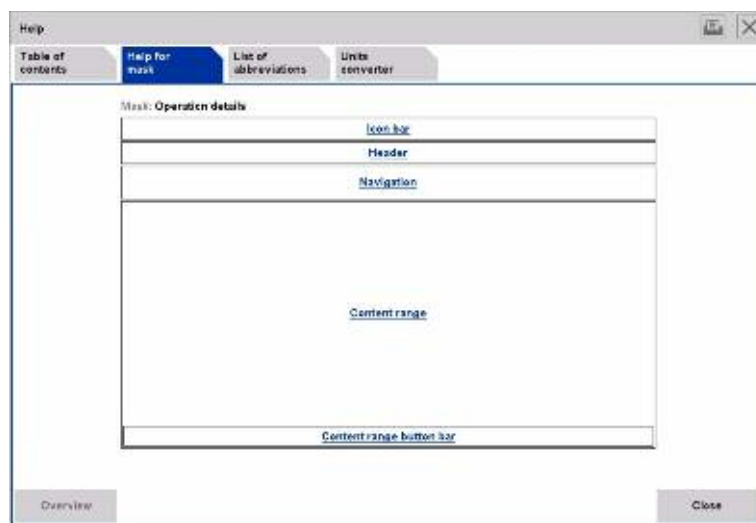 Help
Table of contents
Help for mask
List of abbreviations
Units converter
Mask: Operation details
Icon bar
Header
Navigation
Content range
Content range button bar
Overview
Close